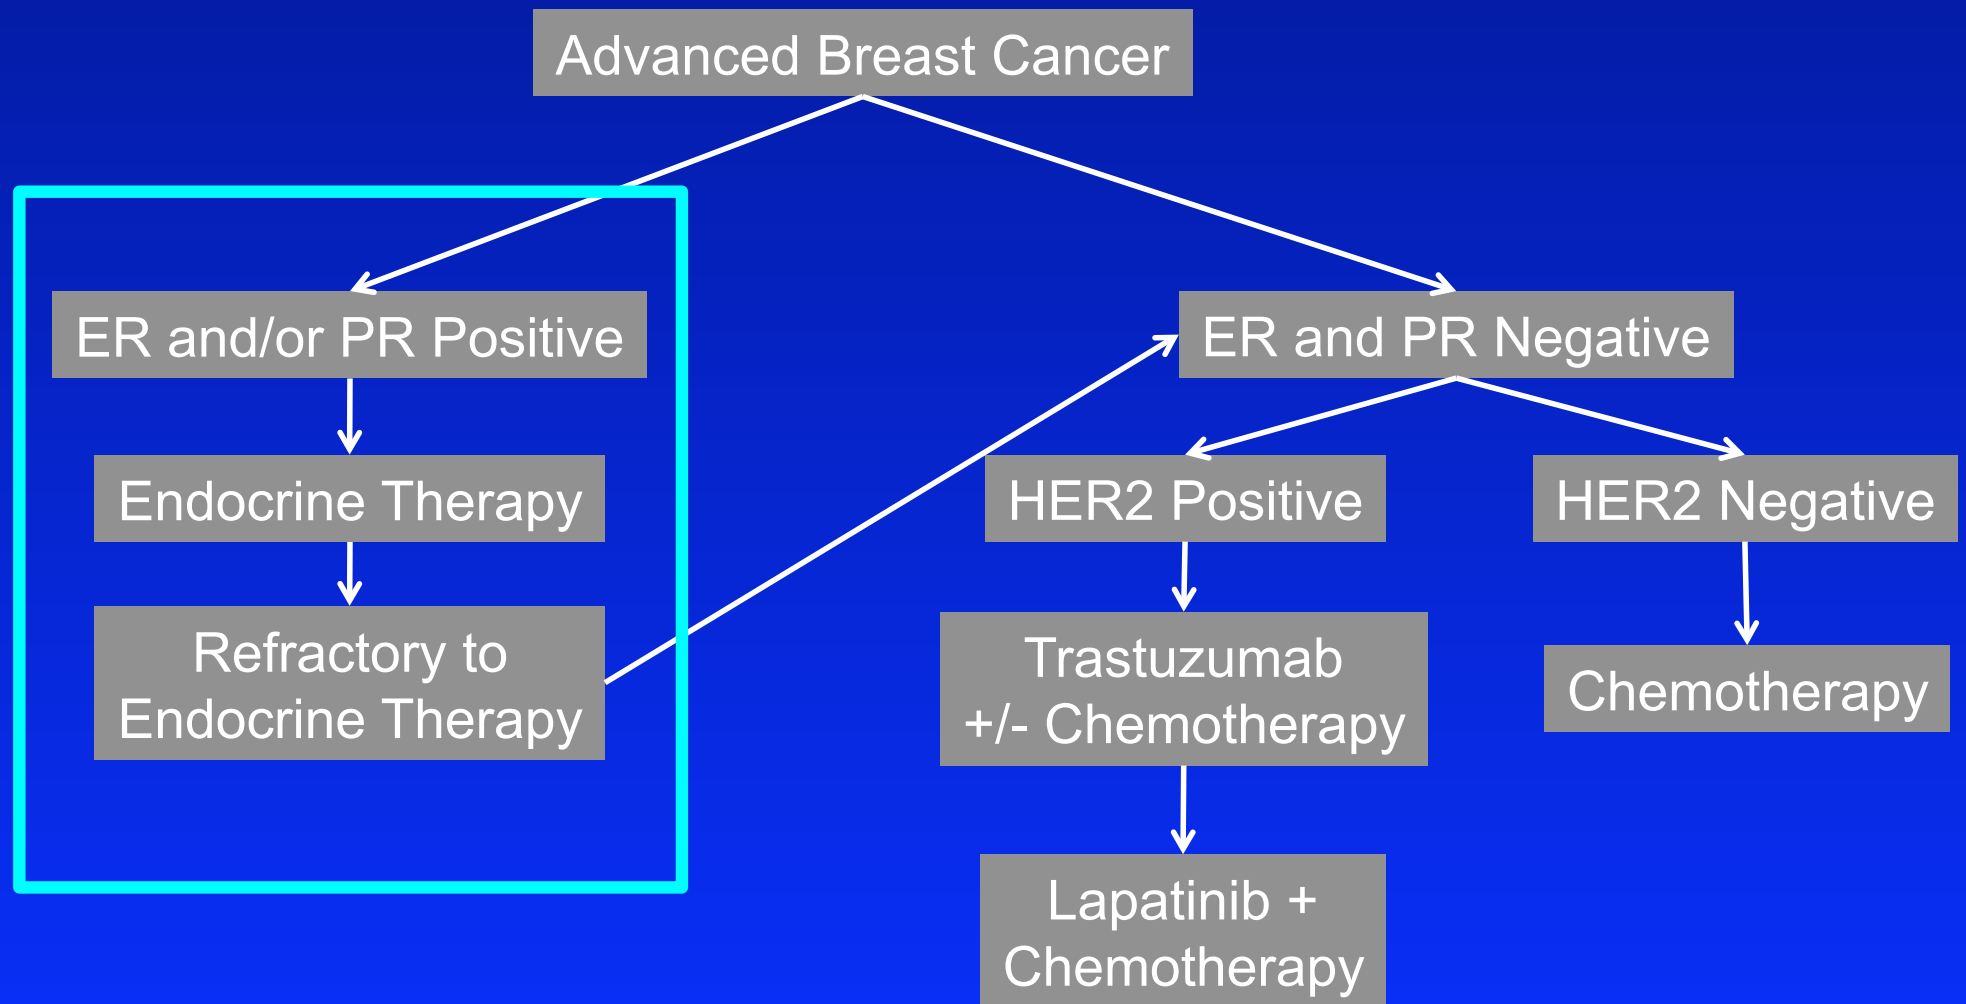 Advanced Breast Cancer
ER and/or PR Positive
ER and PR Negative
Endocrine Therapy
HER2 Positive
HER2 Negative
Refractory to
Endocrine Therapy
Trastuzumab
+/- Chemotherapy
Chemotherapy
Lapatinib +
Chemotherapy